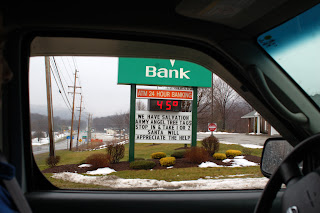 Bank
ATM 24 HOUR BANKING
45°
WE HAVE SALVATION
ARMY ANGEL TREE TAGS
STOP IN & TAKE 1 OR 2
SANTA WILL
APPRECIATE THE HELP